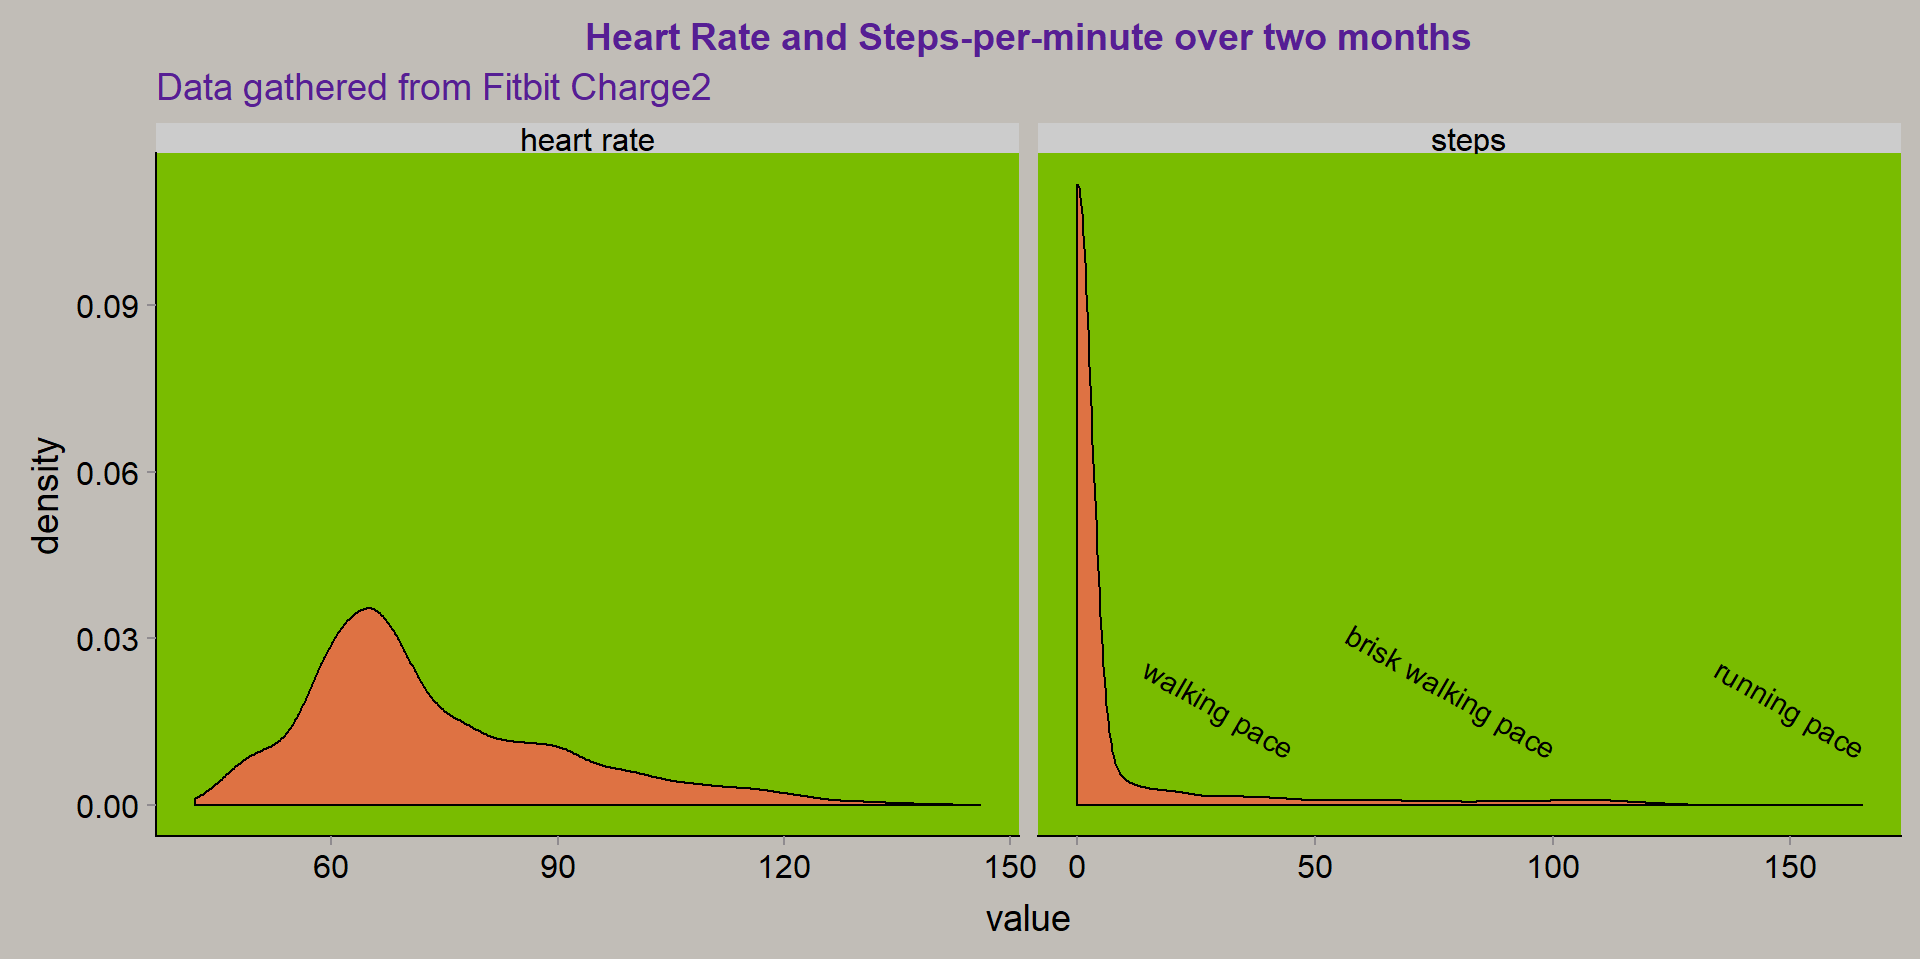 Heart Rate and Steps-per-minute over two months
Data gathered from Fitbit Charge2
heart rate
steps
density
0.09
0.06
0.03
0.00
walking pace
brisk walking pace
running pace
60
90
120
150
0
50
100
150
value